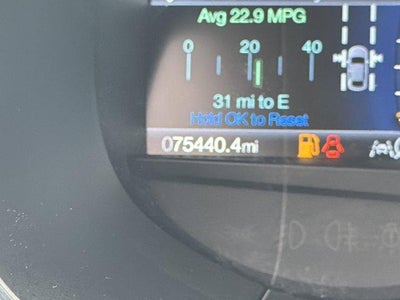 Avg 22.9 MPG
0 20 40
31 mi to E
Hold OK to Reset
075440.4mi